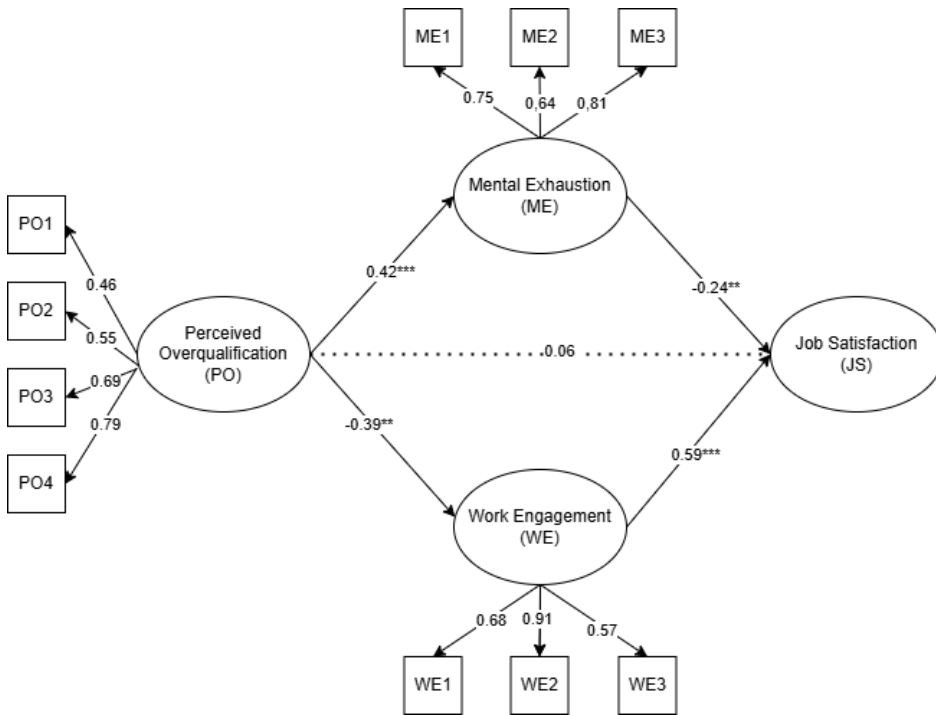 ME1
ME2
ME3
0.75
0,64
0,81
Mental Exhaustion
(ME)
PO1
PO2
PO3
PO4
0.46
0.55
0.69
0.79
Perceived
Overqualification
(PO)
0.42***
-0.24**
-0.06
Job Satisfaction
(JS)
-0.39**
0.59***
Work Engagement
(WE)
0.68
0.91
0.57
WE1
WE2
WE3